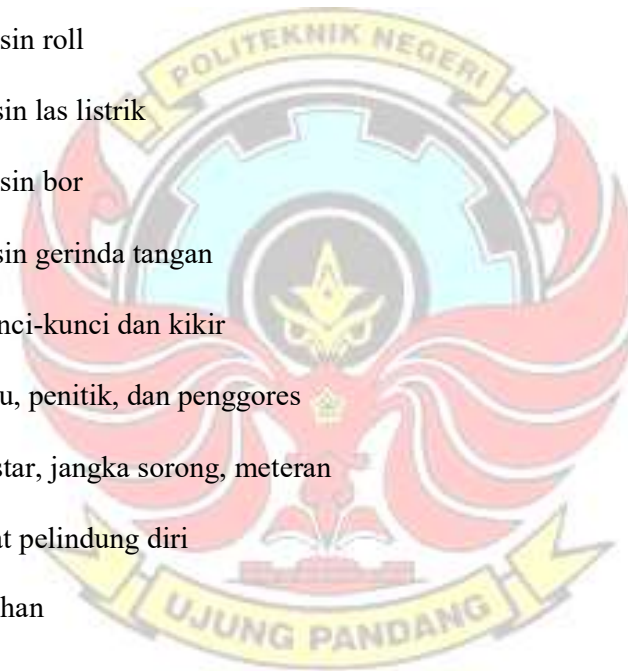 POLITEKNIK NEGERI
sin roll
sin las listrik
sin bor
sin gerinda tangan
nci-kunci dan kikir
u, penitik, dan penggores
star, jangka sorong, meteran
at pelindung diri
han
UJUNG PANDANG